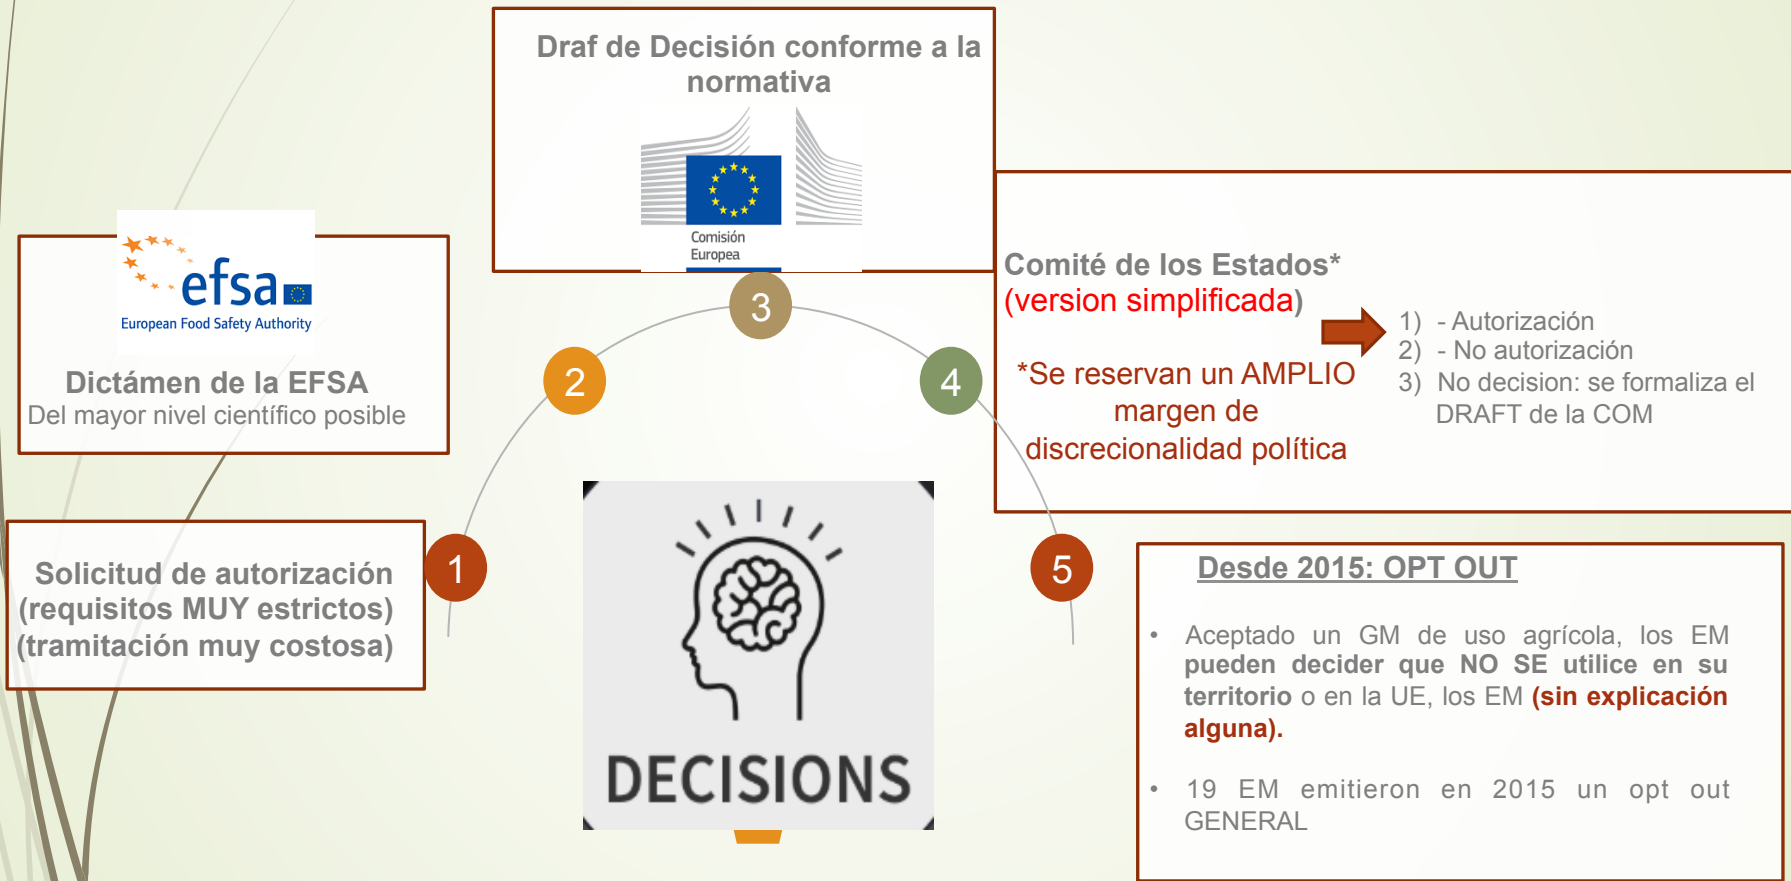 Draf de Decisión conforme a la
normativa
Comisión
Europea
efsa
European Food Safety Authority
Dictámen de la EFSA
Del mayor nivel científico posible
Solicitud de autorización
(requisitos MUY estrictos)
(tramitación muy costosa)
1
2
3
4
5
Comité de los Estados*
(version simplificada)
*Se reservan un AMPLIO
margen de
discrecionalidad política
1) - Autorización
2) - No autorización
3) No decision: se formaliza el
DRAFT de la COM
DECISIONS
Desde 2015: OPT OUT
• Aceptado un GM de uso agrícola, los EM
pueden decider que NO SE utilice en su
territorio o en la UE, los EM (sin explicación
alguna).
• 19 EM emitieron en 2015 un opt out
GENERAL